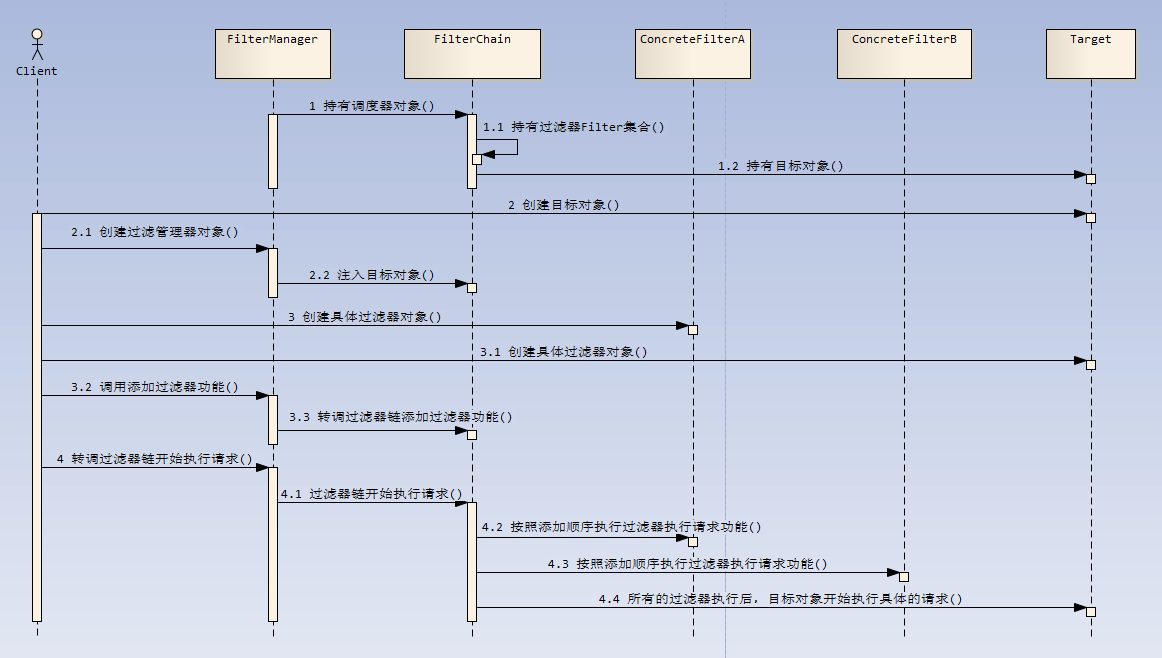 Client
FilterManager
FilterChain
ConcreteFilterA
ConcreteFilterB
Target
1 持有调度器对象()
1.1 持有过滤器Filter集合()
1.2 持有目标对象()
2 创建目标对象()
2.1 创建过滤管理器对象()
2.2 注入目标对象()
3 创建具体过滤器对象()
3.1 创建具体过滤器对象()
3.2 调用添加过滤器功能()
3.3 转调过滤器链添加过滤器功能()
4 转调过滤器链开始执行请求()
4.1 过滤器链开始执行请求()
4.2 按照添加顺序执行过滤器执行请求功能()
4.3 按照添加顺序执行过滤器执行请求功能()
4.4 所有的过滤器执行后，目标对象开始执行具体的请求()